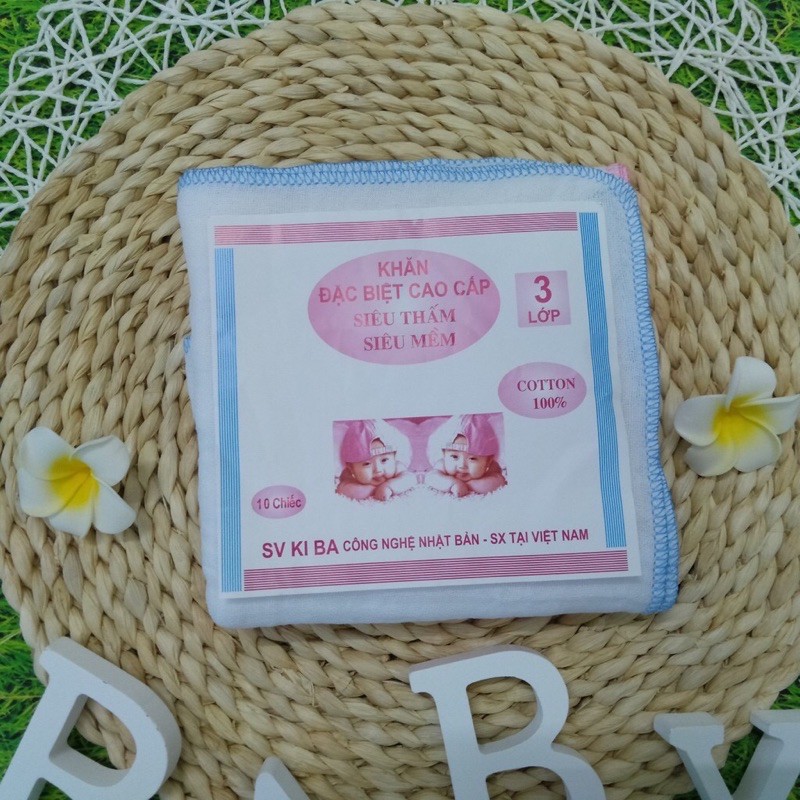 KHĂN
ĐẶC BIỆT CAO CẤP
SIÊU THẤM
SIÊU MỀM
3
LỚP
COTTON
100%
10 Chiếc
SV KI BA CÔNG NGHỆ NHẬT BẢN - SX TẠI VIỆT NAM
BABY